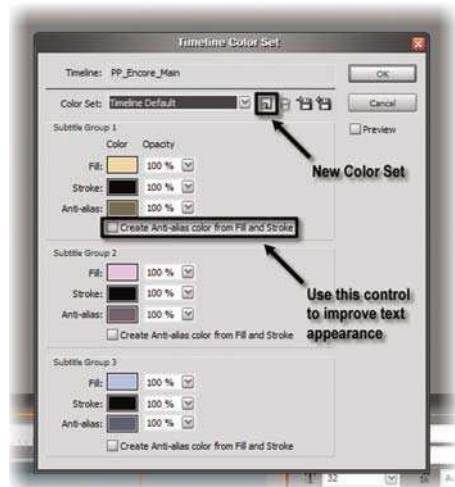 Timeline Color Set
Timeline: PP_Encore_Main
OK
Color Set: Timeline Default
Cancel
Preview
Subtitle Group 1
Color Opacity
Fill: 100 %
Stroke: 100 %
Anti-alias: 100 %
Create Anti-alias color from Fill and Stroke
New Color Set
Subtitle Group 2
Fill: 100 %
Stroke: 100 %
Anti-alias: 100 %
Create Anti-alias color from Fill and Stroke
Use this control
to improve text
appearance
Subtitle Group 3
Fill: 100 %
Stroke: 100 %
Anti-alias: 100 %
Create Anti-alias color from Fill and Stroke
32